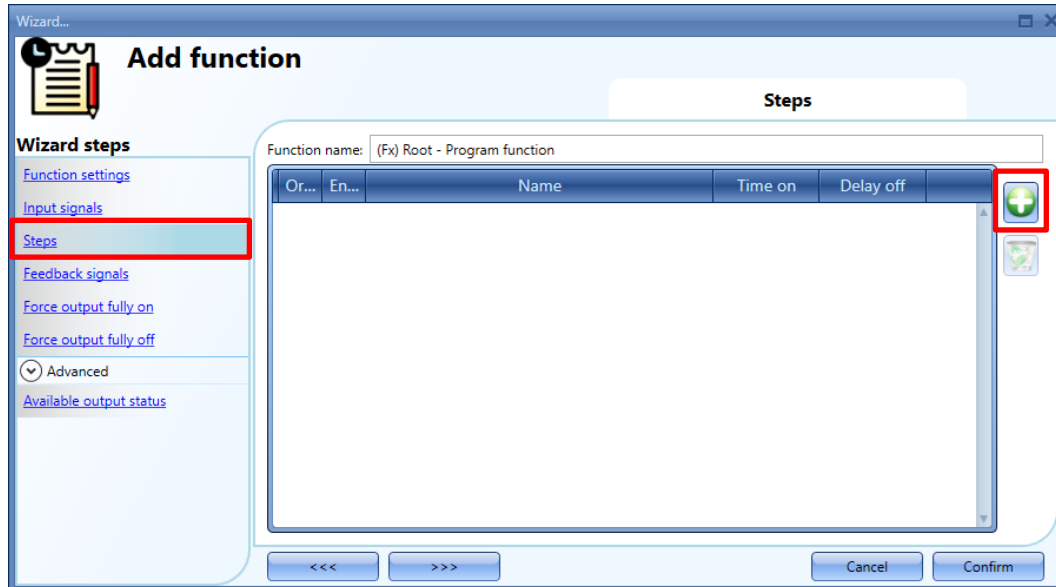 Wizard...
Add function
Steps
Wizard steps
Function settings
Input signals
Steps
Feedback signals
Force output fully on
Force output fully off
Advanced
Available output status
Function name: (Fx) Root - Program function
Or... En... Name Time on Delay off
<<< >>> Cancel Confirm